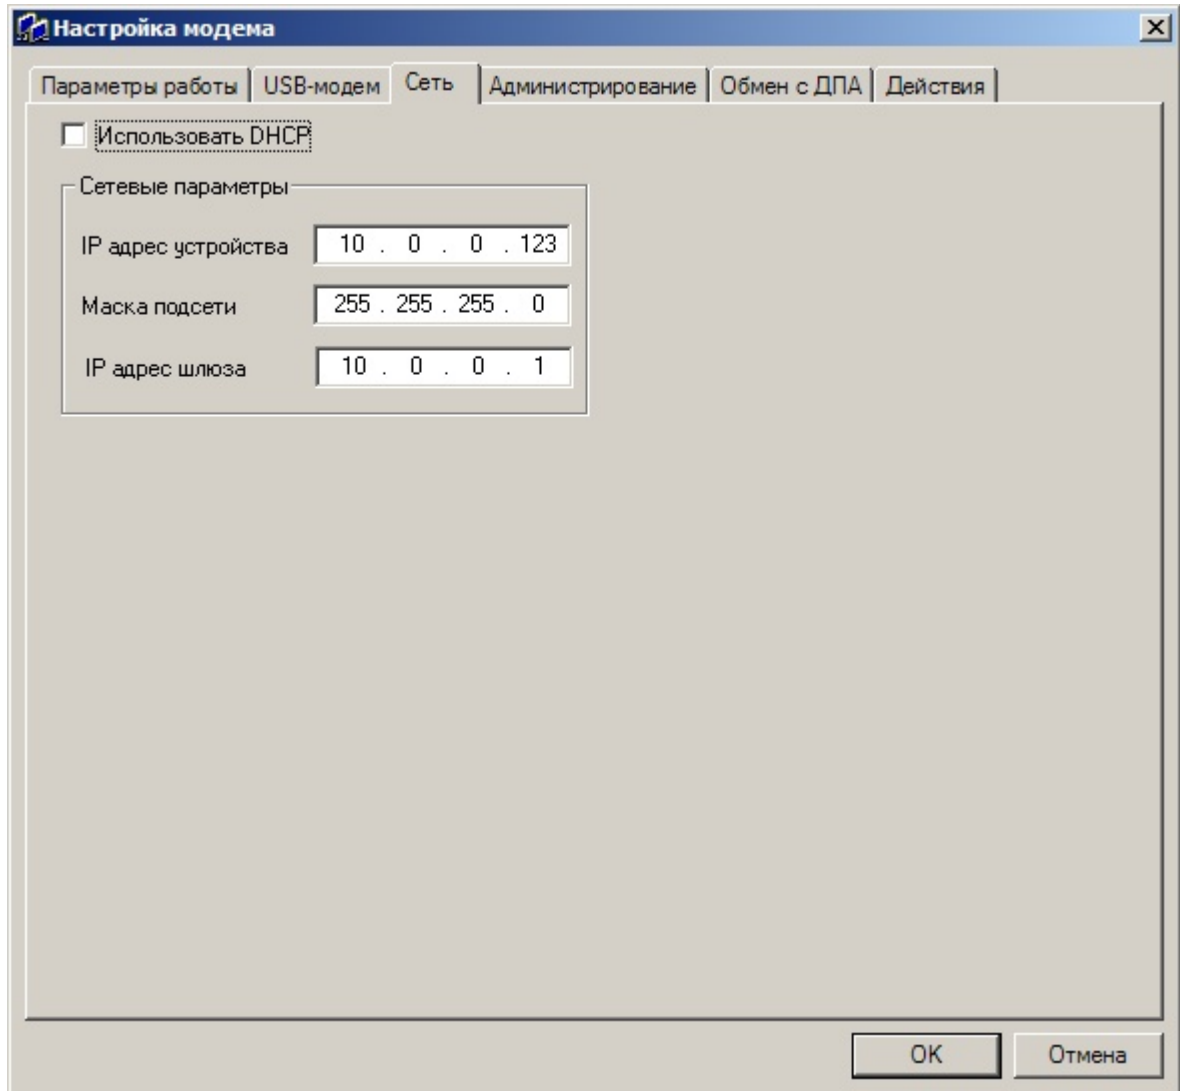 Настройка модема
Параметры работы USB-модем Сеть Администрирование Обмен с ДПА Действия
Использовать DHCP
Сетевые параметры
IP адрес устройства 10 . 0 . 0 . 123
Маска подсети 255 . 255 . 255 . 0
IP адрес шлюза 10 . 0 . 0 . 1
OK Отмена